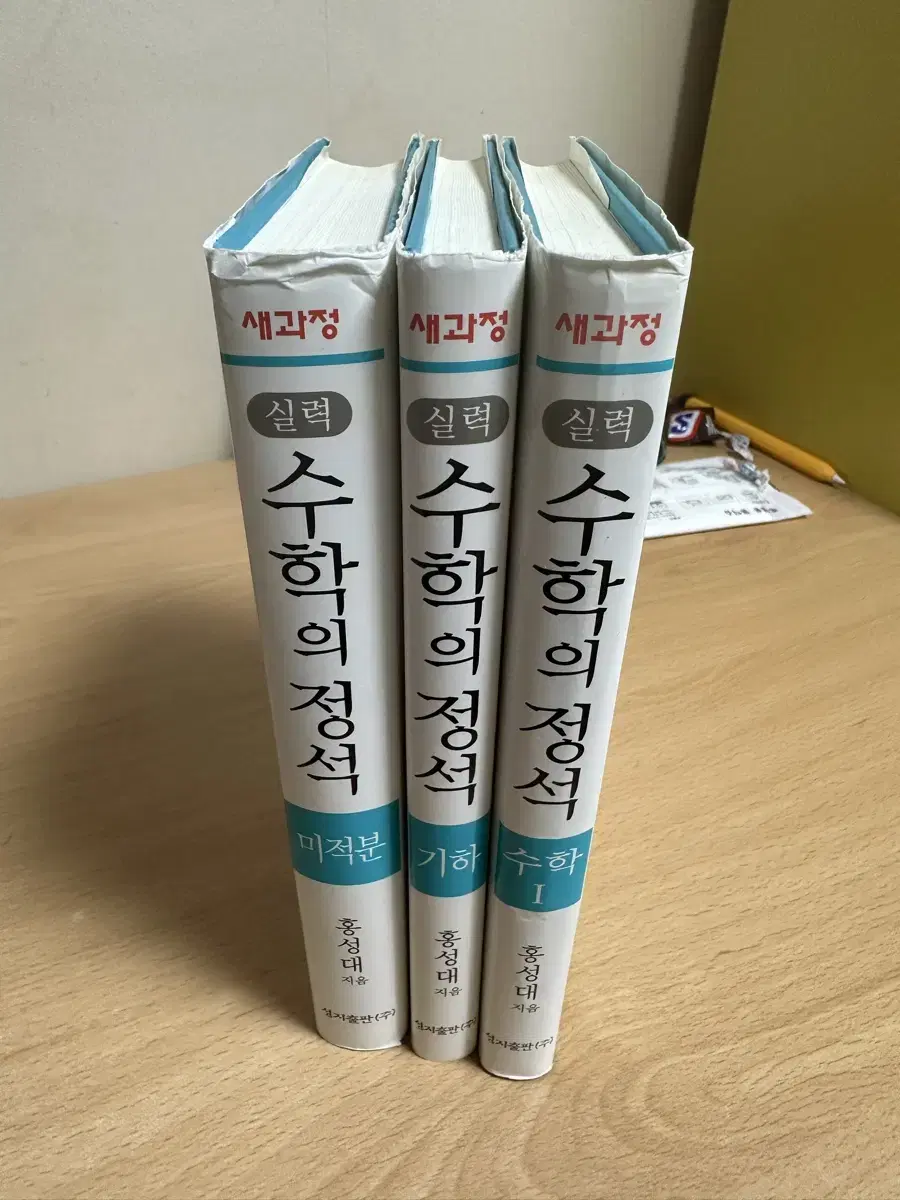 새과정
실력
수학의 정석
미적분
홍성대
지음
성지출판(주)
새과정
실력
수학의 정석
기하
홍성대
지음
성지출판(주)
새과정
실력
수학의 정석
수학
I
홍성대
지음
성지출판(주)
S